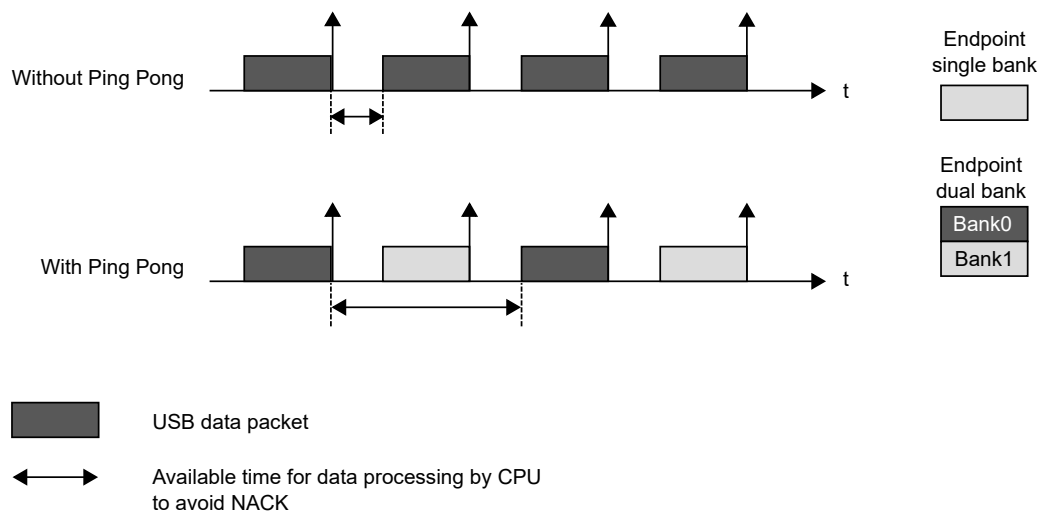 Without Ping Pong
t
Endpoint
single bank
Endpoint
dual bank
Bank0
Bank1
With Ping Pong
t
USB data packet
Available time for data processing by CPU
to avoid NACK